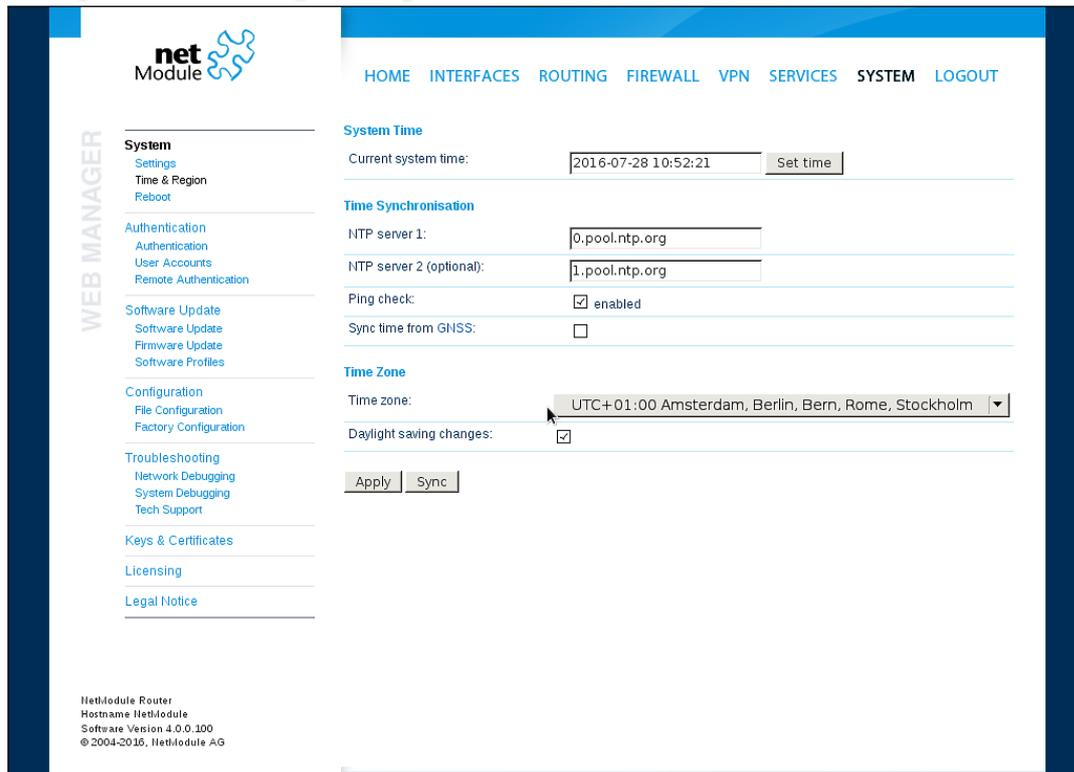 net
Module
HOME INTERFACES ROUTING FIREWALL VPN SERVICES SYSTEM LOGOUT
WEB MANAGER
System
Settings
Time & Region
Reboot
Authentication
Authentication
User Accounts
Remote Authentication
Software Update
Software Update
Firmware Update
Software Profiles
Configuration
File Configuration
Factory Configuration
Troubleshooting
Network Debugging
System Debugging
Tech Support
Keys & Certificates
Licensing
Legal Notice
System Time
Current system time: 2016-07-28 10:52:21 Set time
Time Synchronisation
NTP server 1: 0.pool.ntp.org
NTP server 2 (optional): 1.pool.ntp.org
Ping check: enabled
Sync time from GNSS:
Time Zone
Time zone: UTC+01:00 Amsterdam, Berlin, Bern, Rome, Stockholm
Daylight saving changes:
Apply Sync
NetModule Router
Hostname NetModule
Software Version 4.0.0.100
© 2004-2016, NetModule AG